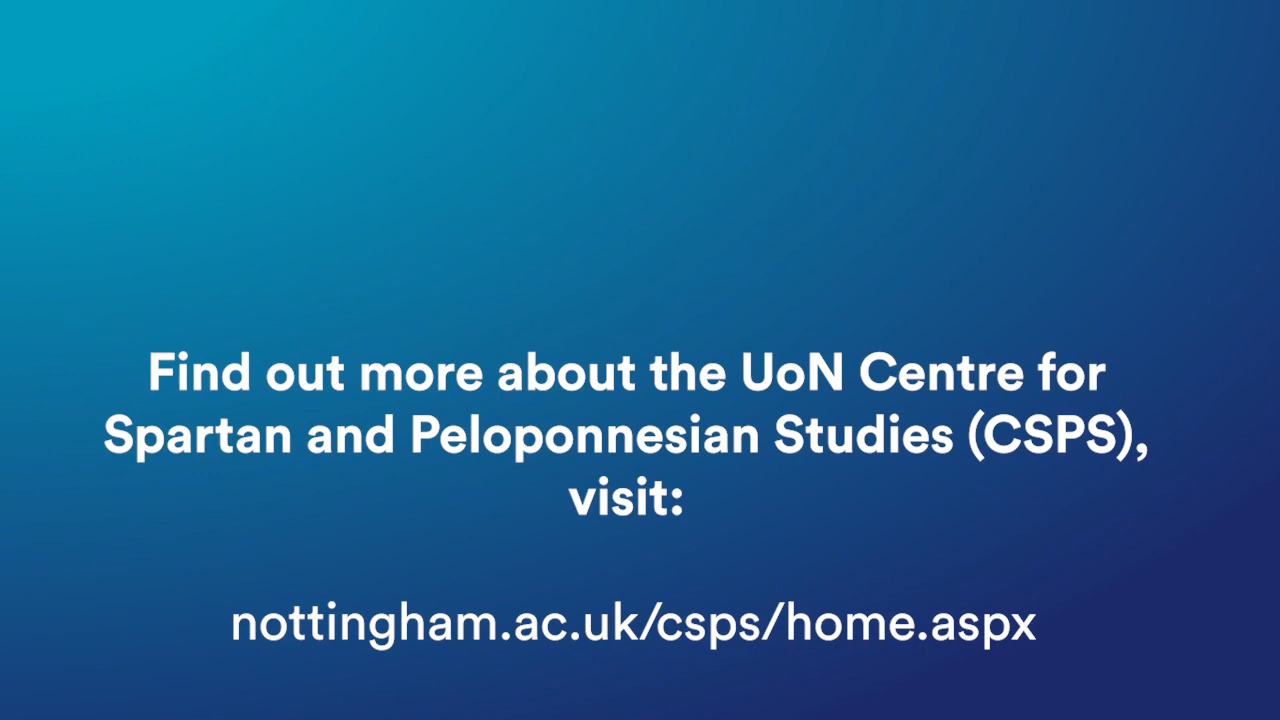 Find out more about the UoN Centre for
Spartan and Peloponnesian Studies (CSPS),
visit:
nottingham.ac.uk/csps/home.aspx